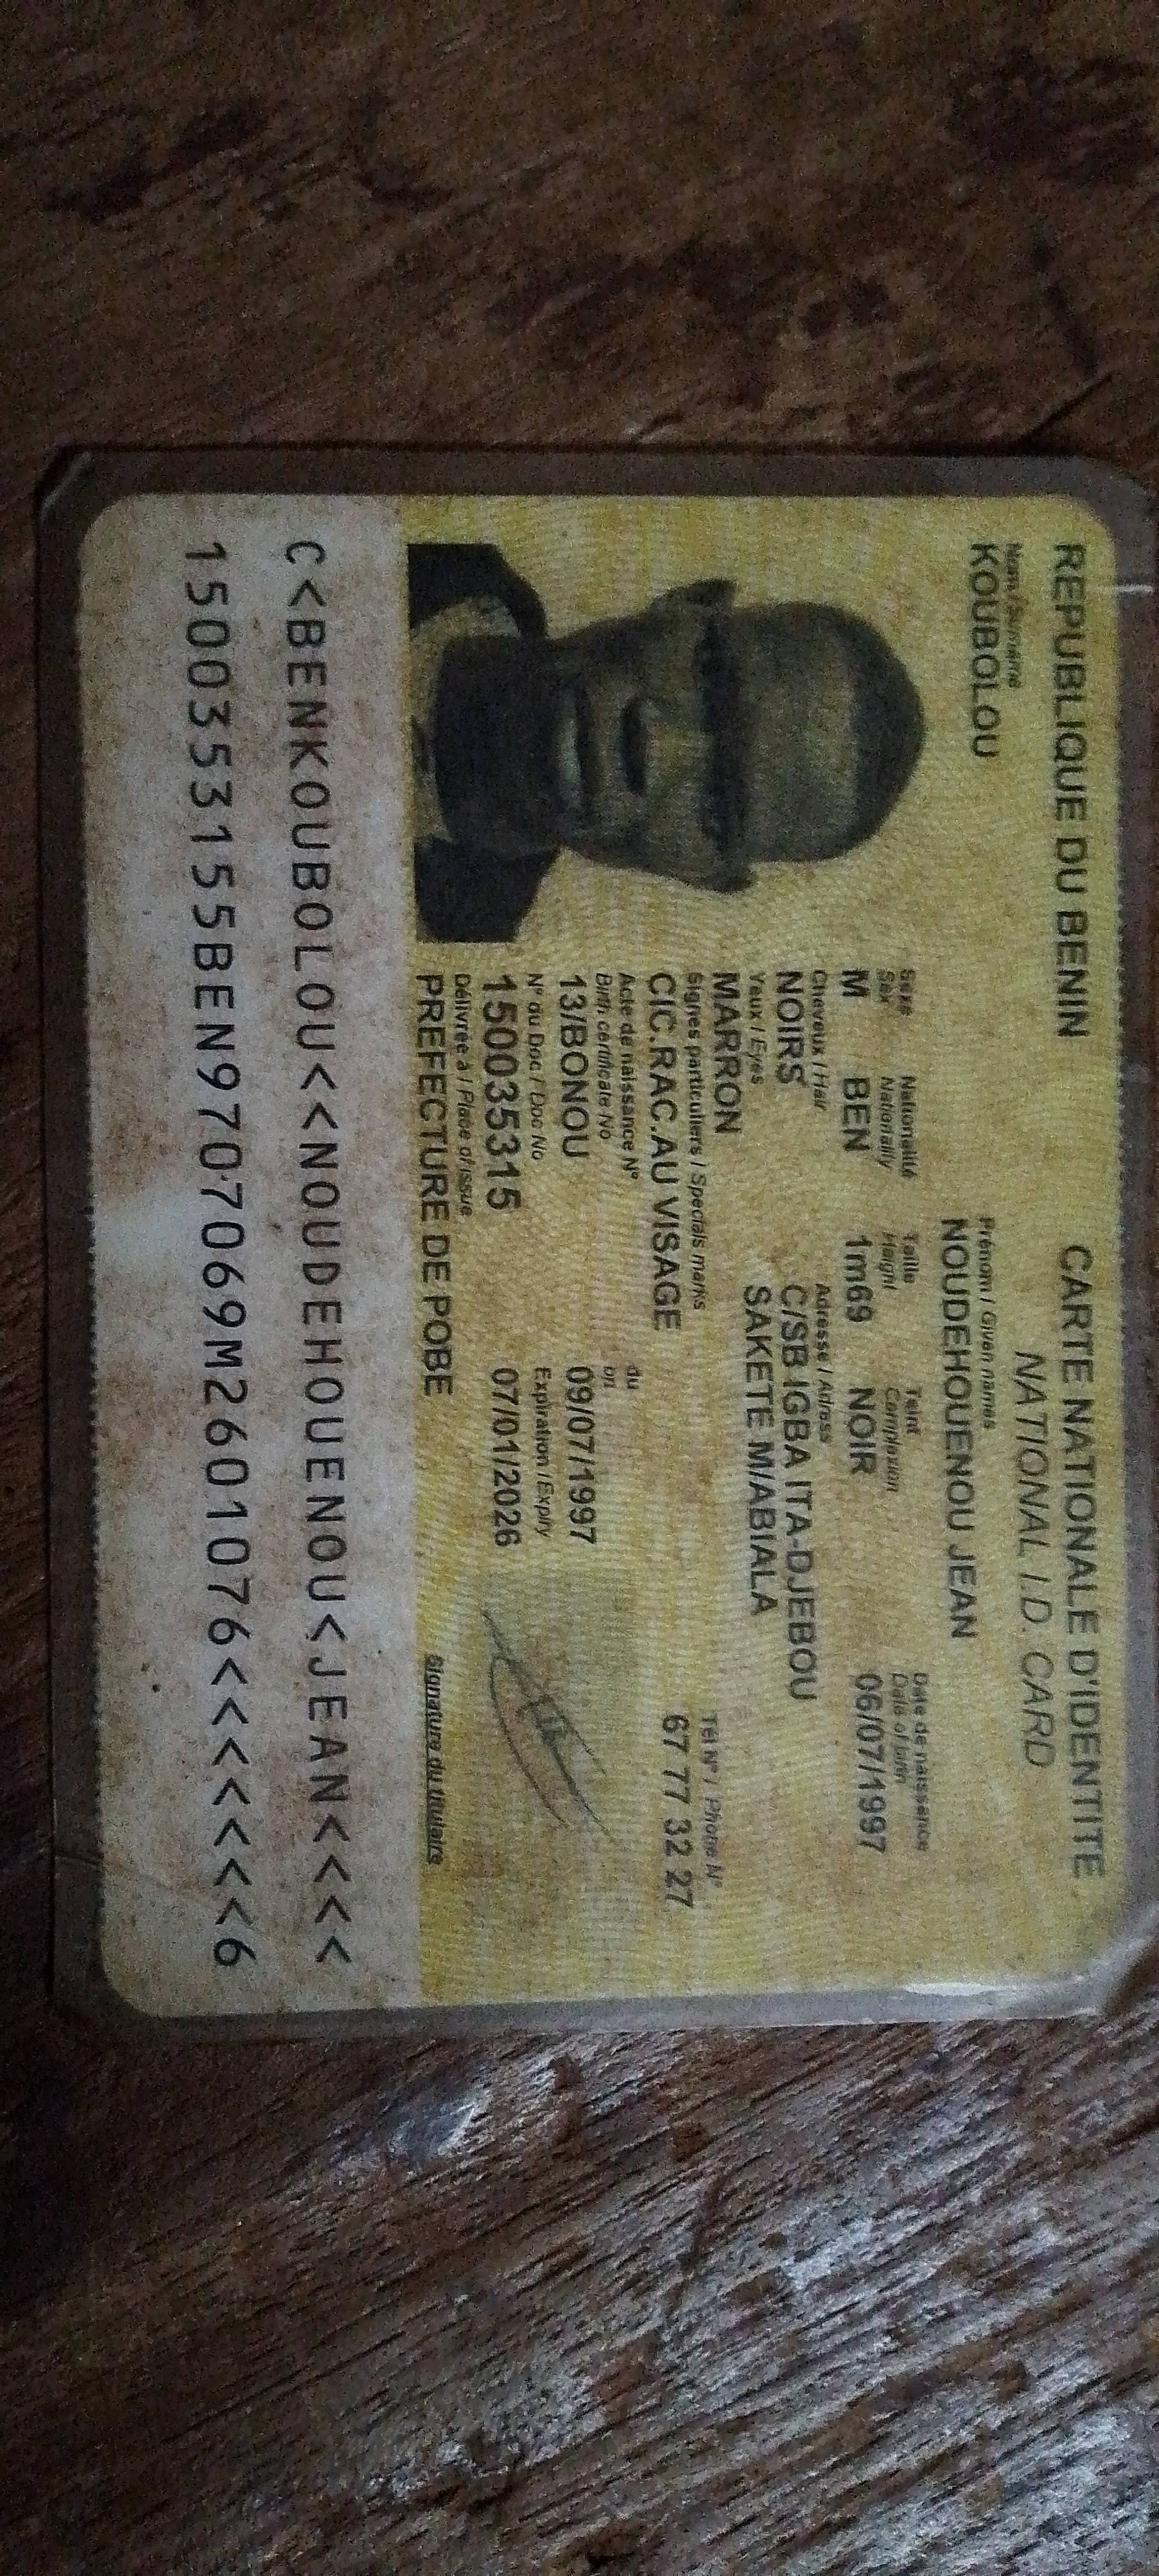 REPUBLIQUE DU BENIN
CARTE NATIONALE D'IDENTITE
NATIONAL I.D. CARD
Nom / Surname
KOUBOLOU
Prénom / Given names
NOUDEHOUENOU JEAN
Sexe
Sex
M
Nationalité
Nationality
BEN
Taille
Heignt
1m69
Teint
Complexion
NOIR
Date de naissance
Date of birth
06/07/1997
Cheveux / Hair
NOIRS
Adresse / Adress
C/SB IGBA ITA-DJEBOU
SAKETE M/ABIALA
Yeux / Eyes
MARRON
Signes particuliers / Specials marks
CIC.RAC.AU VISAGE
Tél N° / Phone N°
67 77 32 27
Acte de naissance N°
Birth certificate No
13/BONOU
du
on
09/07/1997
N° du Doc / Doc No
150035315
Expiration / Expiry
07/01/2026
Délivrée à / Place of issue
PREFECTURE DE POBE
Signature du titulaire
C<BENKOUBOLOU<<NOUDEHOUENOU<JEAN<<<<
1500353155BEN9707069M2601076<<<<<<<6